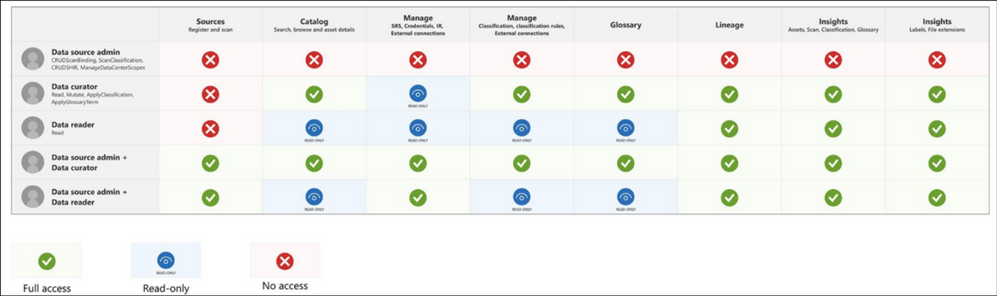 Sources
Register and scan
Catalog
Search, browse and asset details
Manage
SRS, Credentials, IR,
External connections
Manage
Classification, classification rules,
External connections
Glossary
Lineage
Insights
Assets, Scan, Classification, Glossary
Insights
Labels, File extensions
Data source admin
CRUDScanBinding, ScanClassification,
CRUDSHIR, ManageDataCenterScopes
Data curator
Read, Mutate, ApplyClassification,
ApplyGlossaryTerm
READ-ONLY
Data reader
Read
READ-ONLY
READ-ONLY
READ-ONLY
READ-ONLY
Data source admin +
Data curator
Data source admin +
Data reader
READ-ONLY
READ-ONLY
READ-ONLY
READ-ONLY
Full access
Read-only
No access